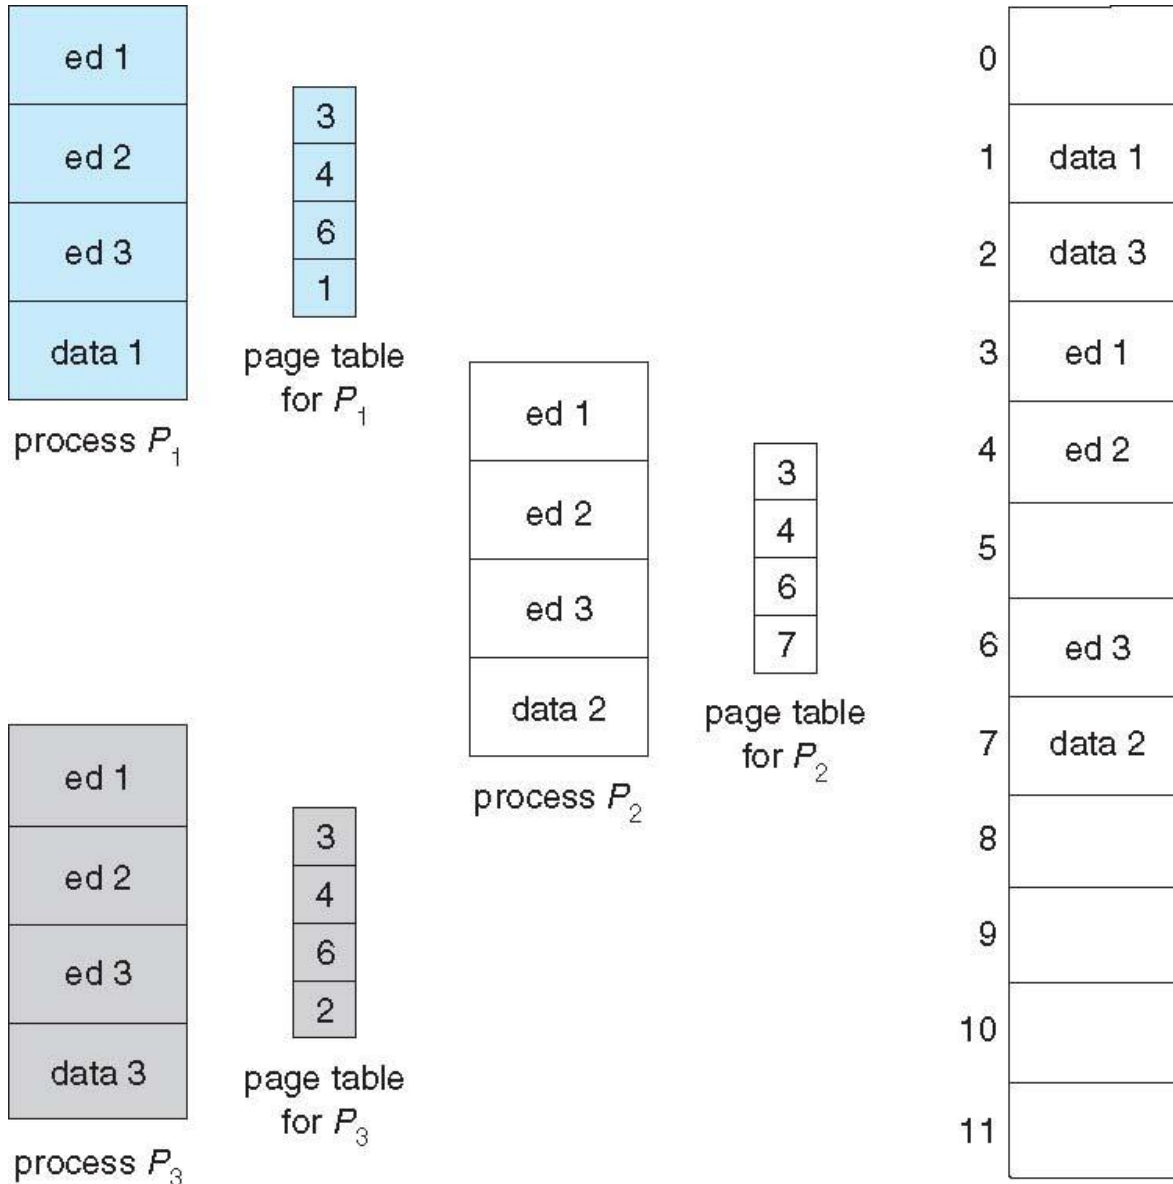 ed 1
ed 2
ed 3
data 1
process P1
3
4
6
1
page table
for P1
ed 1
ed 2
ed 3
data 2
process P2
3
4
6
7
page table
for P2
ed 1
ed 2
ed 3
data 3
process P3
3
4
6
2
page table
for P3
0
1 data 1
2 data 3
3 ed 1
4 ed 2
5
6 ed 3
7 data 2
8
9
10
11